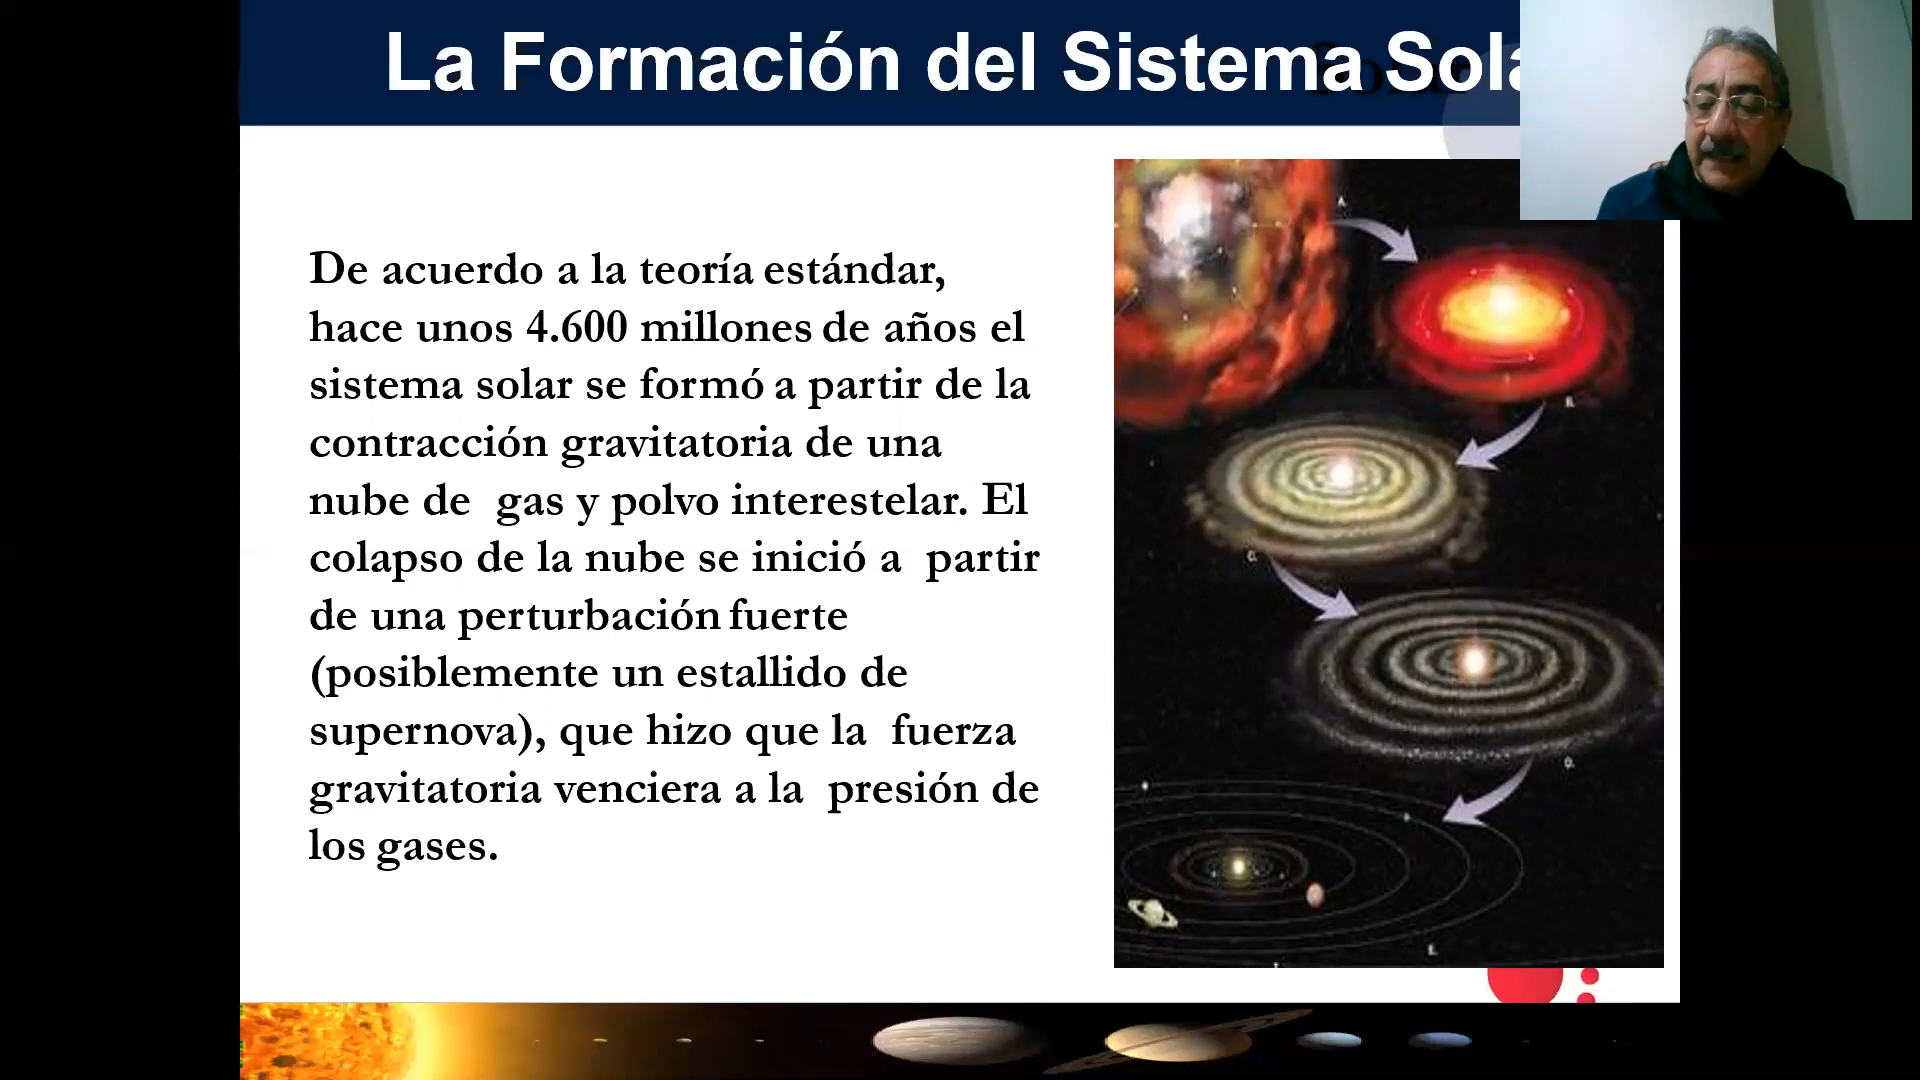 La Formación del Sistema Sola
De acuerdo a la teoría estándar,
hace unos 4.600 millones de años el
sistema solar se formó a partir de la
contracción gravitatoria de una
nube de gas y polvo interestelar. El
colapso de la nube se inició a partir
de una perturbación fuerte
(posiblemente un estallido de
supernova), que hizo que la fuerza
gravitatoria venciera a la presión de
los gases.
A.
B.
C.
D.
E.